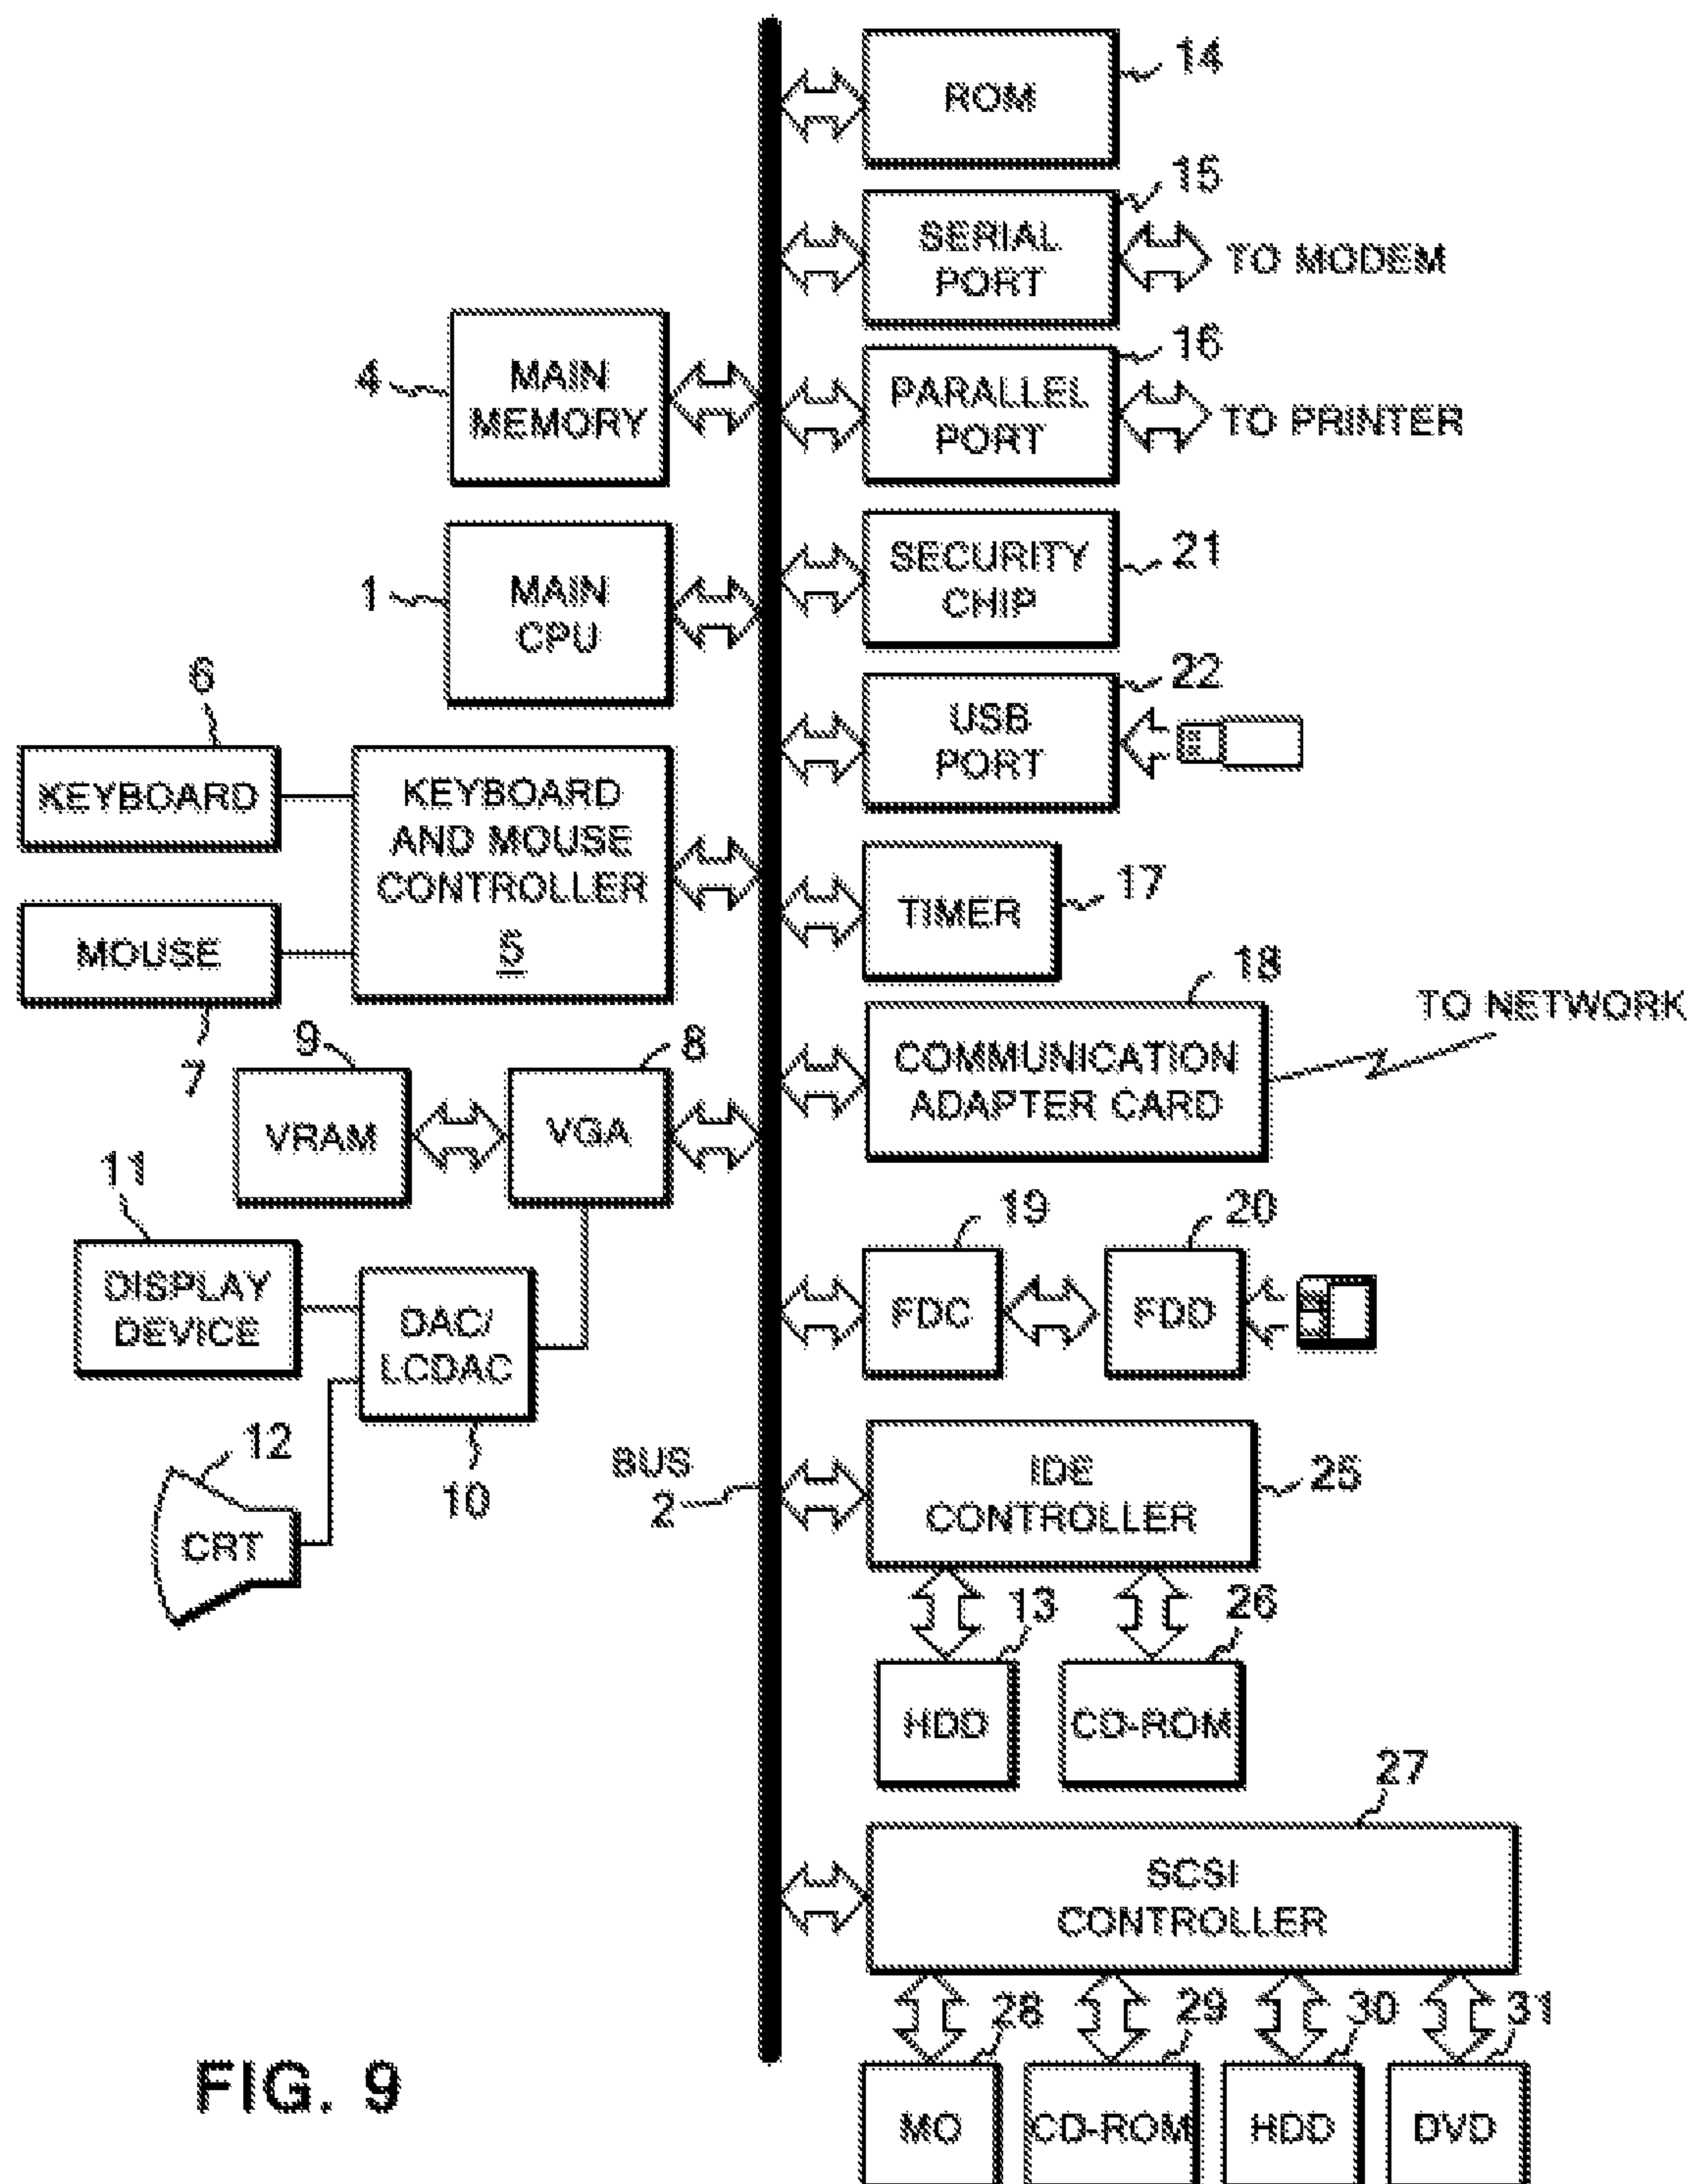 14
ROM
15
SERIAL
PORT
TO MODEM
16
PARALLEL
PORT
TO PRINTER
4
MAIN
MEMORY
21
SECURITY
CHIP
1
MAIN
CPU
22
USB
PORT
6
KEYBOARD
KEYBOARD
AND MOUSE
CONTROLLER
5
MOUSE
7
17
TIMER
18
COMMUNICATION
ADAPTER CARD
TO NETWORK
9
VRAM
8
VGA
11
DISPLAY
DEVICE
DAC/
LCDAC
10
12
CRT
19
FDC
20
FDD
BUS
2
IDE
CONTROLLER
25
13
HDD
26
CD-ROM
27
SCSI
CONTROLLER
28
MO
29
CD-ROM
30
HDD
31
DVD
FIG. 9